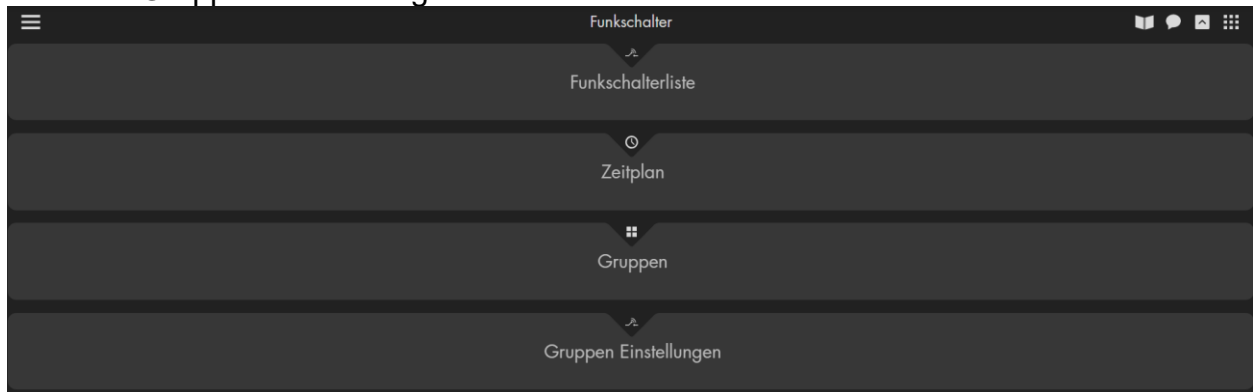 Funkschalter
Funkschalterliste
Zeitplan
Gruppen
Gruppen Einstellungen